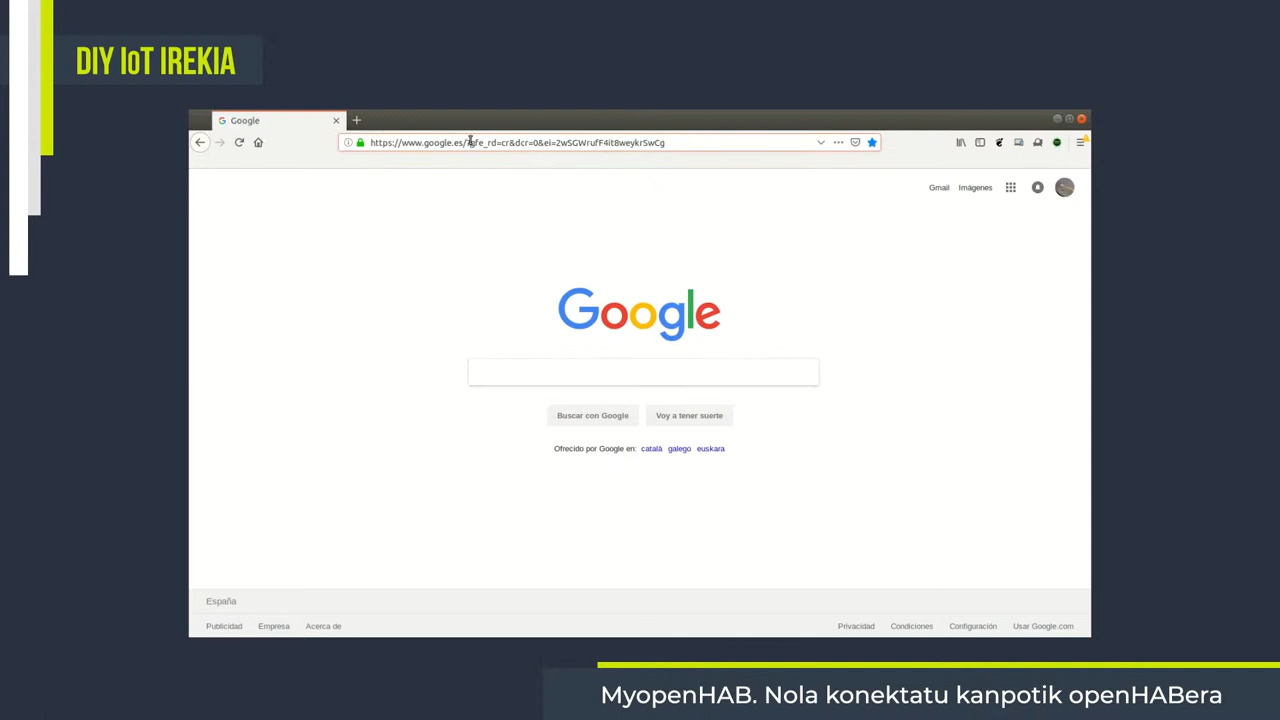 DIY IoT IREKIA
Google
https://www.google.es/?gfe_rd=cr&dcr=0&ei=2wSGWrufF4it8weykrSwCg
Gmail Imágenes
Google
Buscar con Google Voy a tener suerte
Ofrecido por Google en: català galego euskara
España
Publicidad Empresa Acerca de Privacidad Condiciones Configuración Usar Google.com
MyopenHAB. Nola konektatu kanpotik openHABera